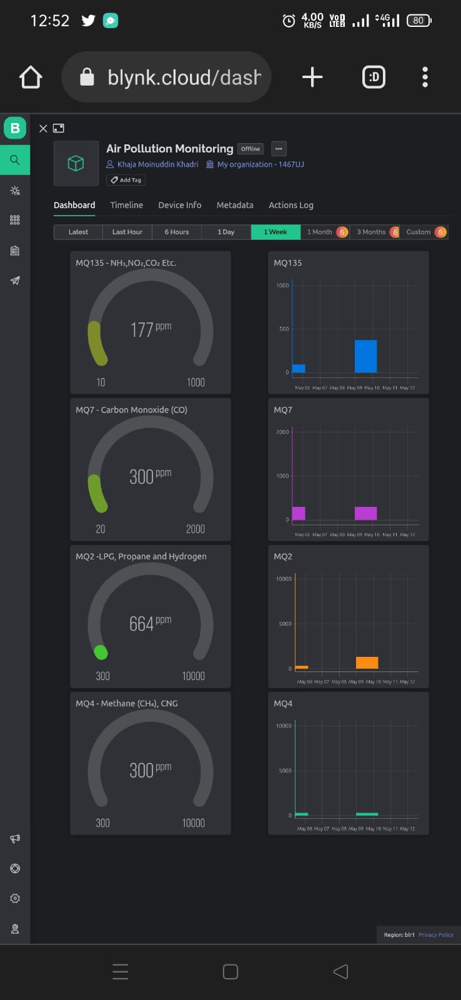 12:52
4.00
KB/S
Vo
LTE2
4G
80
blynk.cloud/dash
:D
B
Air Pollution Monitoring
Offline
Khaja Moinuddin Khadri
My organization - 1467UJ
Add Tag
Dashboard
Timeline
Device Info
Metadata
Actions Log
Latest
Last Hour
6 Hours
1 Day
1 Week
1 Month
3 Months
Custom
MQ135 - NH₃,NO₂,CO₂ Etc.
177 ppm
10
1000
MQ135
1000
500
0
May 06 May 07 May 08 May 09 May 10 May 11 May 12
MQ7 - Carbon Monoxide (CO)
300 ppm
20
2000
MQ7
2000
1000
0
May 06 May 07 May 08 May 09 May 10 May 11 May 12
MQ2 -LPG, Propane and Hydrogen
664 ppm
300
10000
MQ2
10000
5000
0
May 06 May 07 May 08 May 09 May 10 May 11 May 12
MQ4 - Methane (CH₄), CNG
300 ppm
300
10000
MQ4
10000
5000
0
May 06 May 07 May 08 May 09 May 10 May 11 May 12
Region: blr1 Privacy Policy